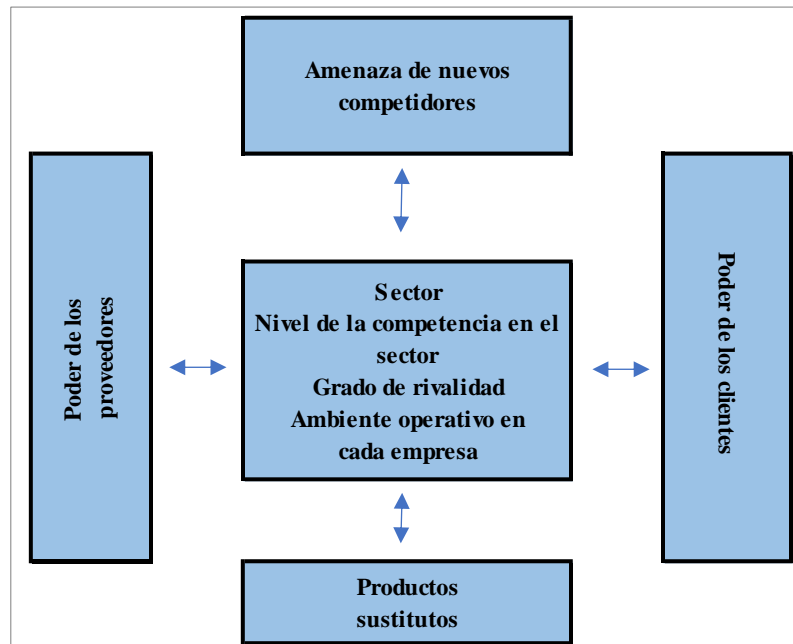 Amenaza de nuevos
competidores
Poder de los
proveedores
Sector
Nivel de la competencia en el
sector
Grado de rivalidad
Ambiente operativo en
cada empresa
Poder de los clientes
Productos
sustitutos